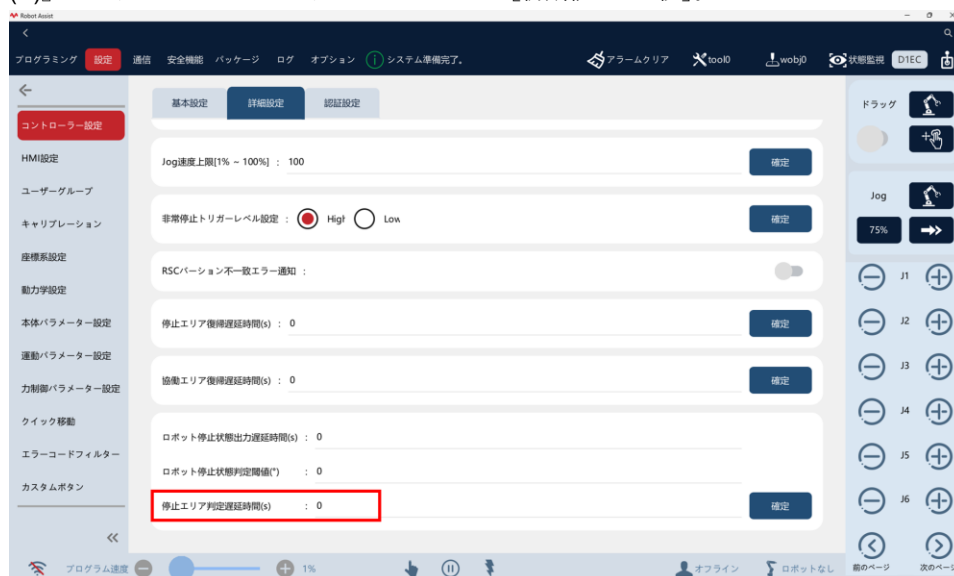 Robot Assist
プログラミング 設定 通信 安全機能 パッケージ ログ オプション システム準備完了。 アラームクリア tool0 wobj0 状態監視 D1EC
基本設定 詳細設定 認証設定
コントローラー設定
HMI設定
ユーザーグループ
キャリブレーション
座標系設定
動力学設定
本体パラメーター設定
運動パラメーター設定
力制御パラメーター設定
クイック移動
エラーコードフィルター
カスタムボタン
Jog速度上限[1% ~ 100%] : 100 確定
非常停止トリガーレベル設定 : High Low 確定
RSCバージョン不一致エラー通知 :
停止エリア復帰遅延時間(s) : 0 確定
協働エリア復帰遅延時間(s) : 0 確定
ロボット停止状態出力遅延時間(s) : 0
ロボット停止状態判定閾値(°) : 0
停止エリア判定遅延時間(s) : 0 確定
ドラッグ
Jog
75%
J1
J2
J3
J4
J5
J6
前のページ 次のページ
プログラム速度 1% オフライン ロボットなし